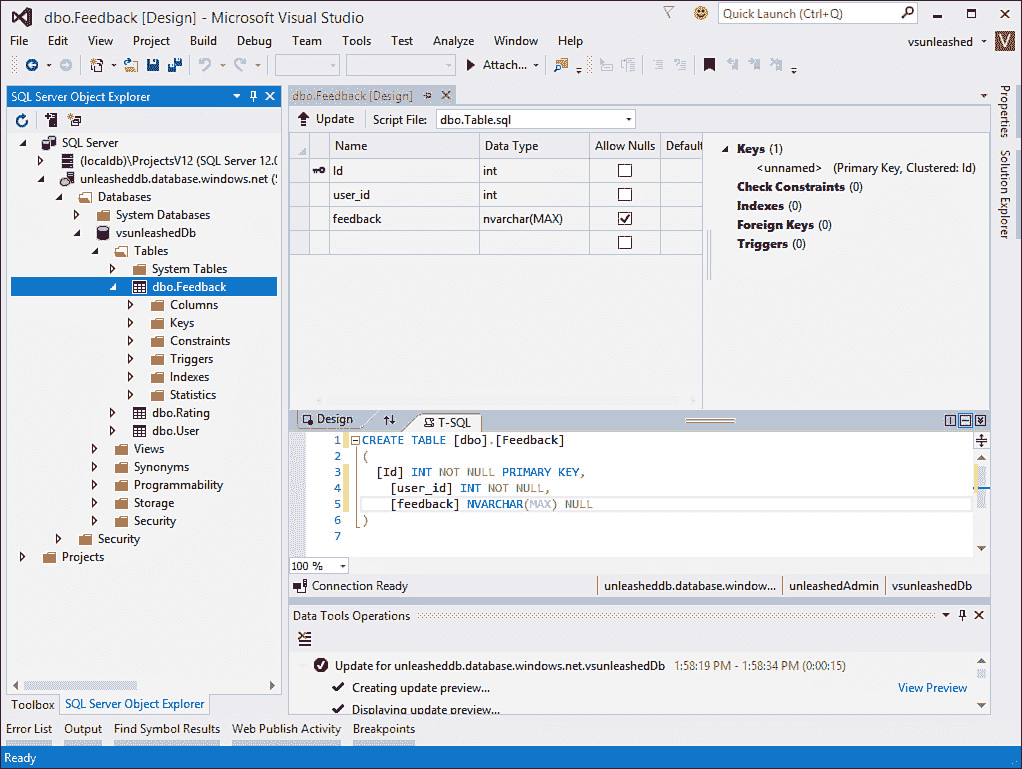 dbo.Feedback [Design] - Microsoft Visual Studio
Quick Launch (Ctrl+Q)
File Edit View Project Build Debug Team Tools Test Analyze Window Help
vsunleashed
V
Attach...
SQL Server Object Explorer
SQL Server
(localdb)\ProjectsV12 (SQL Server 12.0
unleasheddb.database.windows.net (
Databases
System Databases
vsunleashedDb
Tables
System Tables
dbo.Feedback
Columns
Keys
Constraints
Triggers
Indexes
Statistics
dbo.Rating
dbo.User
Views
Synonyms
Programmability
Storage
Security
Security
Projects
Toolbox SQL Server Object Explorer
dbo.Feedback [Design]
Update Script File: dbo.Table.sql
Name Data Type Allow Nulls Default
Id int
user_id int
feedback nvarchar(MAX)
Keys (1)
<unnamed> (Primary Key, Clustered: Id)
Check Constraints (0)
Indexes (0)
Foreign Keys (0)
Triggers (0)
Design T-SQL
1 CREATE TABLE [dbo].[Feedback]
2 (
3 [Id] INT NOT NULL PRIMARY KEY,
4 [user_id] INT NOT NULL,
5 [feedback] NVARCHAR(MAX) NULL
6 )
7
100 %
Connection Ready unleasheddb.database.window... unleashedAdmin vsunleashedDb
Data Tools Operations
Update for unleasheddb.database.windows.net.vsunleashedDb 1:58:19 PM - 1:58:34 PM (0:00:15)
Creating update preview... View Preview
Displaying update preview...
Properties
Solution Explorer
Error List Output Find Symbol Results Web Publish Activity Breakpoints
Ready